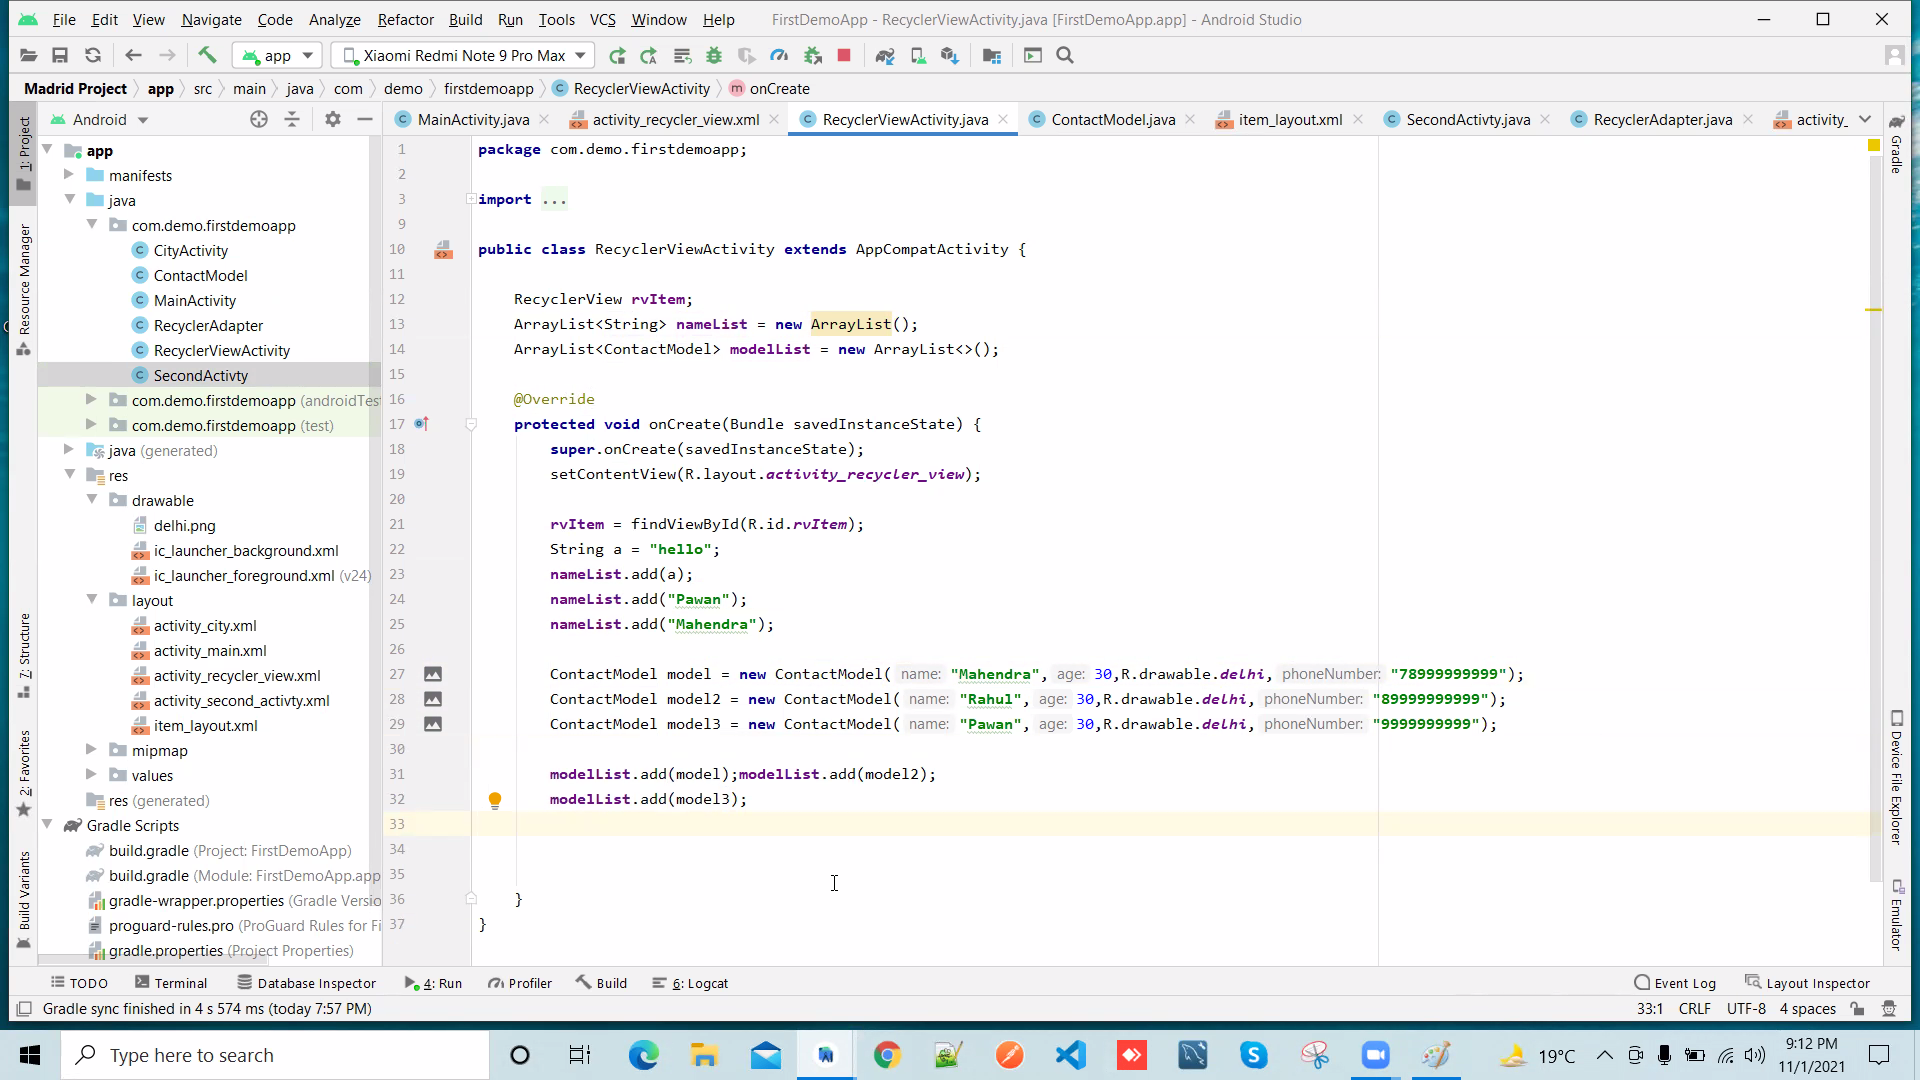 File Edit View Navigate Code Analyze Refactor Build Run Tools VCS Window Help FirstDemoApp - RecyclerViewActivity.java [FirstDemoApp.app] - Android Studio
app Xiaomi Redmi Note 9 Pro Max
Madrid Project app src main java com demo firstdemoapp RecyclerViewActivity onCreate
Android
MainActivity.java activity_recycler_view.xml RecyclerViewActivity.java ContactModel.java item_layout.xml SecondActivty.java RecyclerAdapter.java activity_
1: Project
Resource Manager
7: Structure
2: Favorites
Build Variants
app
manifests
java
com.demo.firstdemoapp
CityActivity
ContactModel
MainActivity
RecyclerAdapter
RecyclerViewActivity
SecondActivty
com.demo.firstdemoapp (androidTest
com.demo.firstdemoapp (test)
java (generated)
res
drawable
delhi.png
ic_launcher_background.xml
ic_launcher_foreground.xml (v24)
layout
activity_city.xml
activity_main.xml
activity_recycler_view.xml
activity_second_activty.xml
item_layout.xml
mipmap
values
res (generated)
Gradle Scripts
build.gradle (Project: FirstDemoApp)
build.gradle (Module: FirstDemoApp.app
gradle-wrapper.properties (Gradle Versio
proguard-rules.pro (ProGuard Rules for Fi
gradle.properties (Project Properties)
1 package com.demo.firstdemoapp;
2
3 import ...
9
10 public class RecyclerViewActivity extends AppCompatActivity {
11
12 RecyclerView rvItem;
13 ArrayList<String> nameList = new ArrayList();
14 ArrayList<ContactModel> modelList = new ArrayList<>();
15
16 @Override
17 protected void onCreate(Bundle savedInstanceState) {
18 super.onCreate(savedInstanceState);
19 setContentView(R.layout.activity_recycler_view);
20
21 rvItem = findViewById(R.id.rvItem);
22 String a = "hello";
23 nameList.add(a);
24 nameList.add("Pawan");
25 nameList.add("Mahendra");
26
27 ContactModel model = new ContactModel( name: "Mahendra", age: 30,R.drawable.delhi, phoneNumber: "78999999999");
28 ContactModel model2 = new ContactModel( name: "Rahul", age: 30,R.drawable.delhi, phoneNumber: "89999999999");
29 ContactModel model3 = new ContactModel( name: "Pawan", age: 30,R.drawable.delhi, phoneNumber: "9999999999");
30
31 modelList.add(model);modelList.add(model2);
32 modelList.add(model3);
33
34
35
36 }
37 }
Gradle
Device File Explorer
Emulator
TODO Terminal Database Inspector 4: Run Profiler Build 6: Logcat Event Log Layout Inspector
Gradle sync finished in 4 s 574 ms (today 7:57 PM) 33:1 CRLF UTF-8 4 spaces
Type here to search 19°C 9:12 PM
11/1/2021